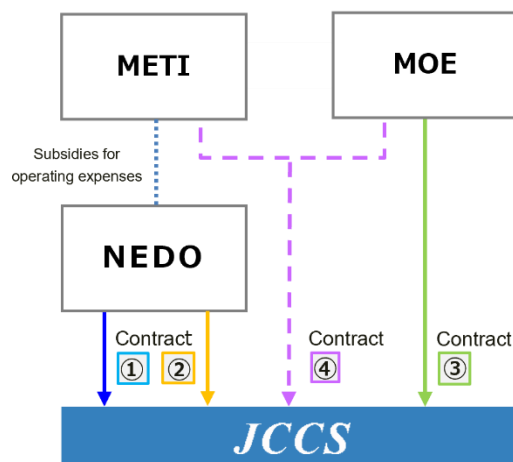 METI
MOE
Subsidies for
operating expenses
NEDO
Contract
① ②
Contract
④
Contract
③
JCCS